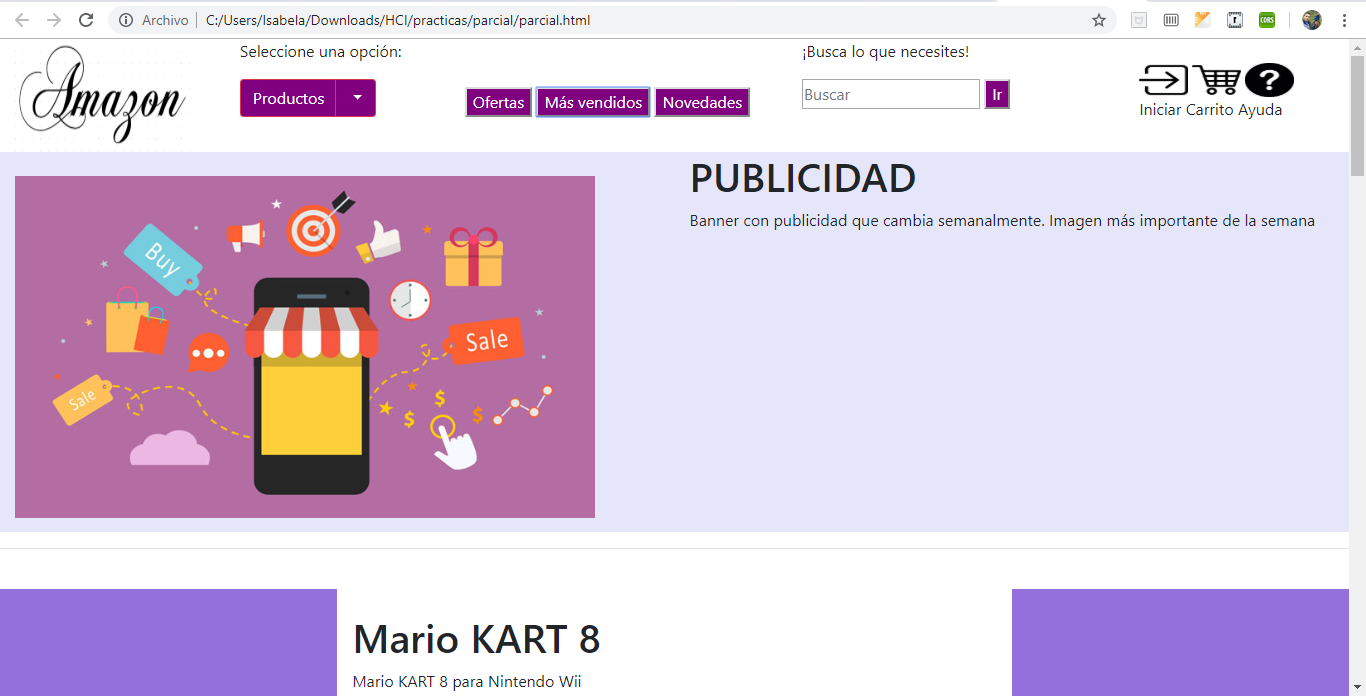 Archivo
C:/Users/Isabela/Downloads/HCI/practicas/parcial/parcial.html
CORS
Amazon
Seleccione una opción:
Productos
Ofertas
Más vendidos
Novedades
¡Busca lo que necesites!
Buscar
Ir
?
Iniciar Carrito Ayuda
PUBLICIDAD
Banner con publicidad que cambia semanalmente. Imagen más importante de la semana
Buy
Sale
Sale
$
$
$
Mario KART 8
Mario KART 8 para Nintendo Wii